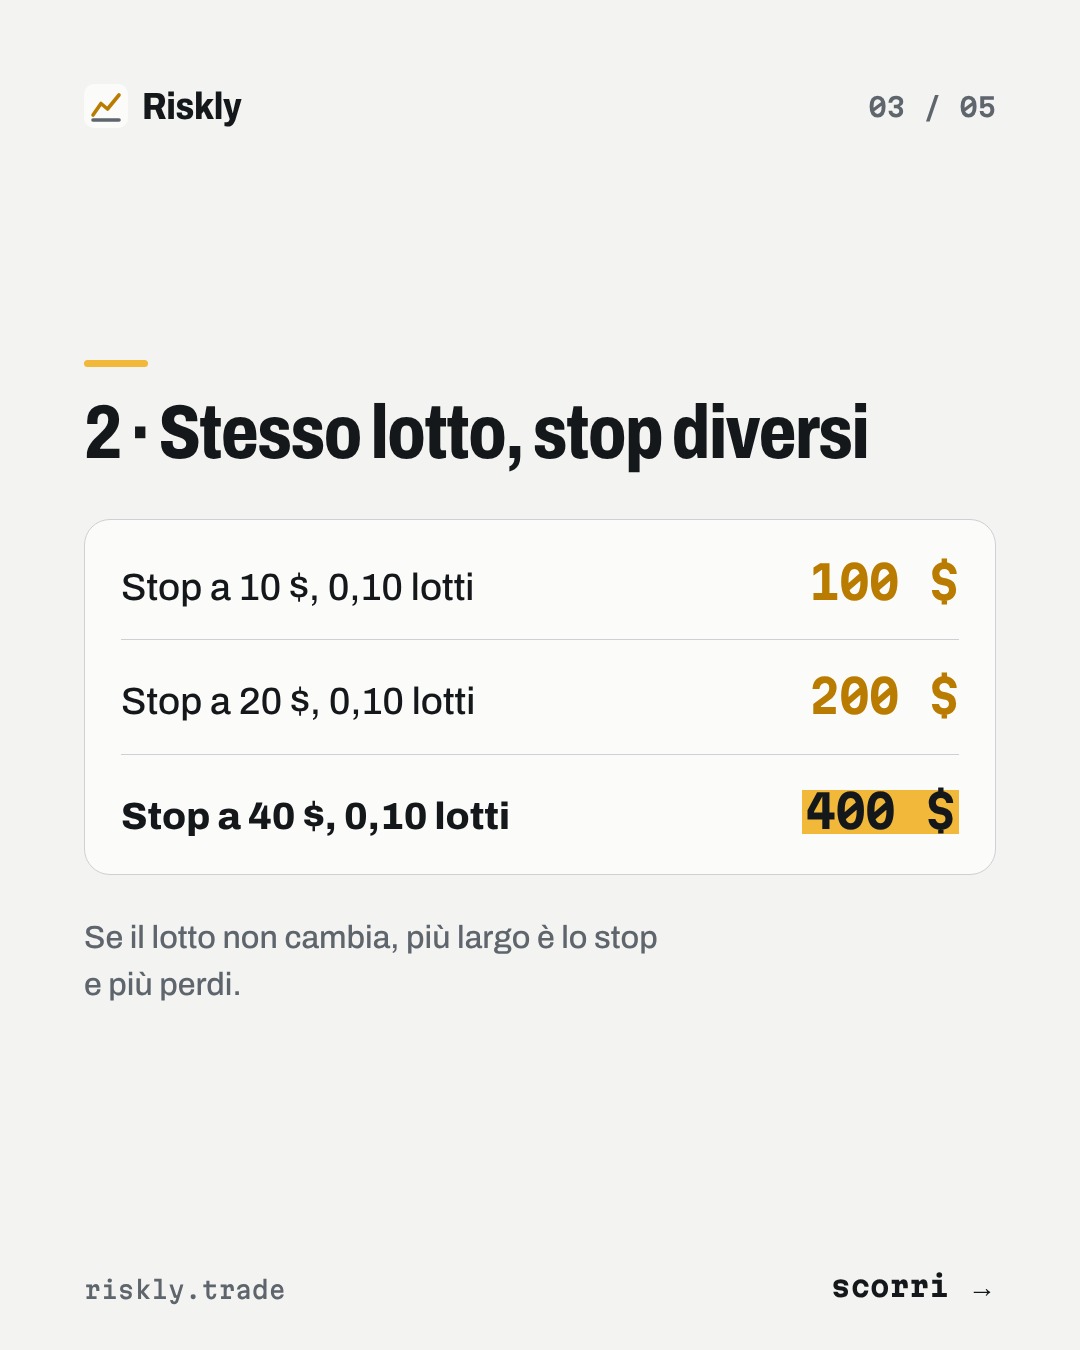 Riskly
03 / 05
2 · Stesso lotto, stop diversi
Stop a 10 $, 0,10 lotti
100 $
Stop a 20 $, 0,10 lotti
200 $
Stop a 40 $, 0,10 lotti
400 $
Se il lotto non cambia, più largo è lo stop
e più perdi.
riskly.trade
scorri →